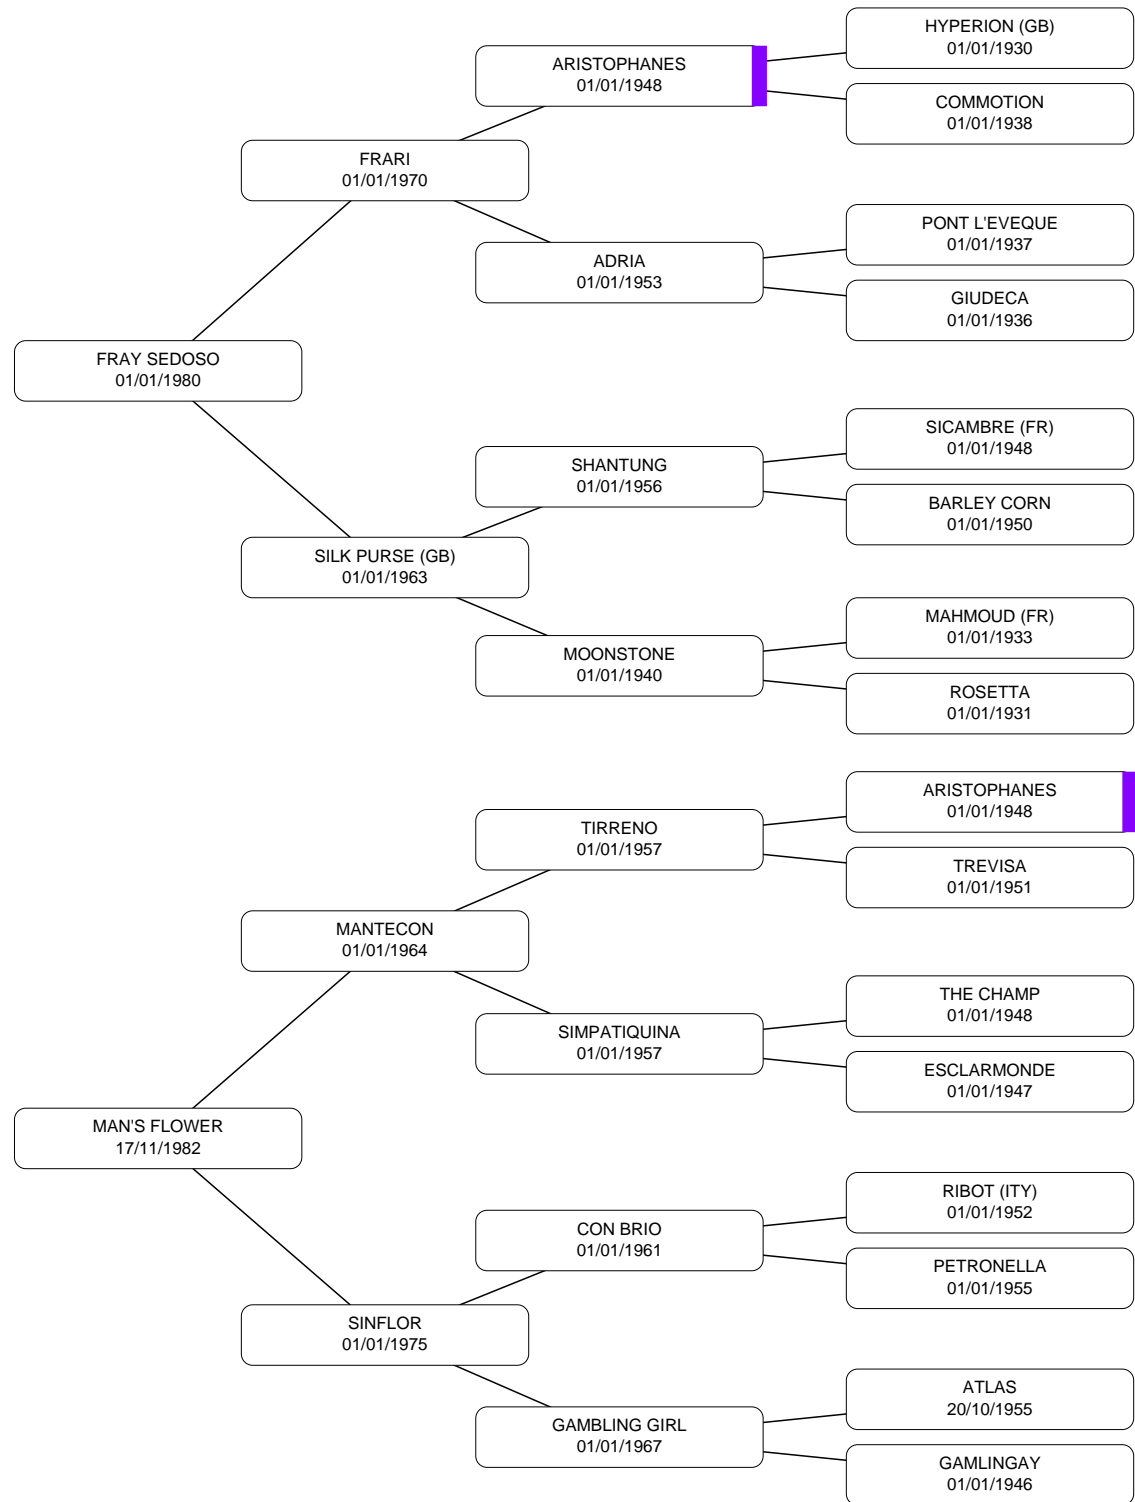 HYPERION (GB)
01/01/1930
ARISTOPHANES
01/01/1948
COMMOTION
01/01/1938
FRARI
01/01/1970
PONT L'EVEQUE
01/01/1937
ADRIA
01/01/1953
GIUDECA
01/01/1936
FRAY SEDOSO
01/01/1980
SICAMBRE (FR)
01/01/1948
SHANTUNG
01/01/1956
BARLEY CORN
01/01/1950
SILK PURSE (GB)
01/01/1963
MAHMOUD (FR)
01/01/1933
MOONSTONE
01/01/1940
ROSETTA
01/01/1931
ARISTOPHANES
01/01/1948
TIRRENO
01/01/1957
TREVISA
01/01/1951
MANTECON
01/01/1964
THE CHAMP
01/01/1948
SIMPATIQUINA
01/01/1957
ESCLARMONDE
01/01/1947
MAN'S FLOWER
17/11/1982
RIBOT (ITY)
01/01/1952
CON BRIO
01/01/1961
PETRONELLA
01/01/1955
SINFLOR
01/01/1975
ATLAS
20/10/1955
GAMBLING GIRL
01/01/1967
GAMLINGAY
01/01/1946